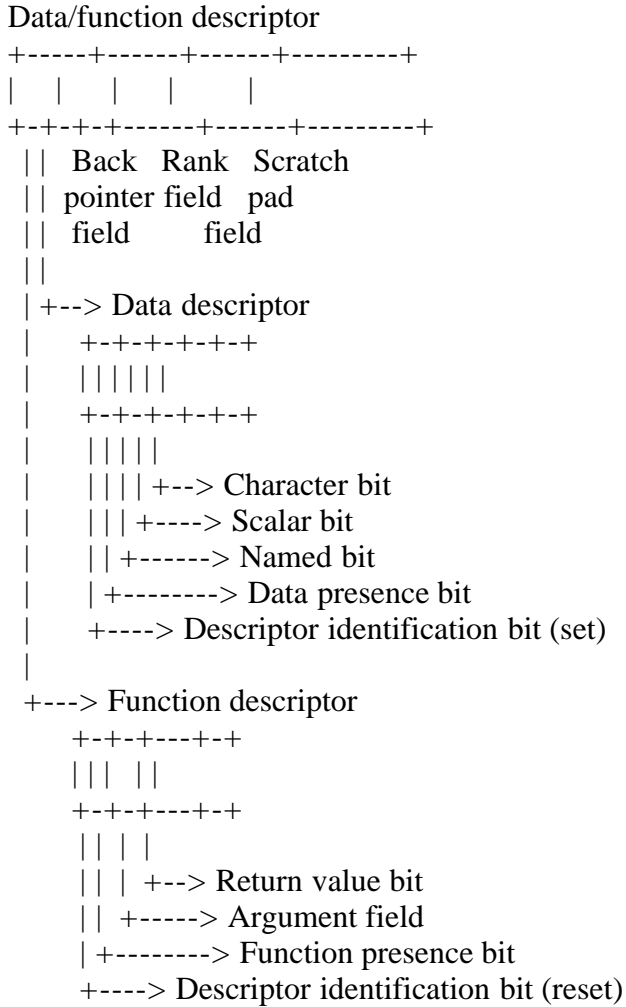 Data/function descriptor
+-----+------+------+---------+
|   |    |    |      |
+-+-+-+------+------+---------+
| |  Back  Rank  Scratch
| | pointer field  pad
| |  field        field
| |
| +--> Data descriptor
|     +-+-+-+-+-+-+
|     | | | | | | |
|     +-+-+-+-+-+-+
|      | | | | |
|      | | | | +--> Character bit
|      | | | +----> Scalar bit
|      | | +------> Named bit
|      | +--------> Data presence bit
|      +----> Descriptor identification bit (set)
|
+---> Function descriptor
+-+-+---+-+
| | |  | |
+-+-+---+-+
| | | |
| | | +--> Return value bit
| | +-----> Argument field
| +--------> Function presence bit
+----> Descriptor identification bit (reset)